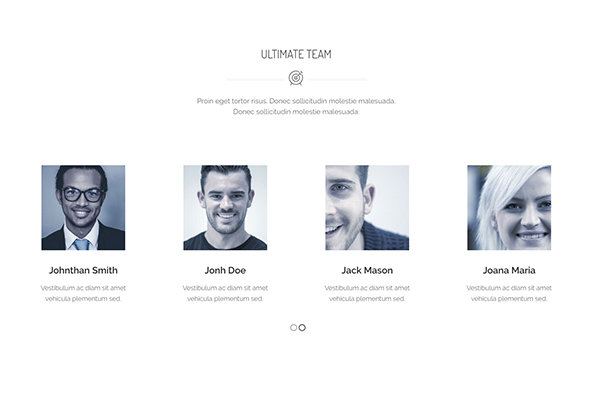 ULTIMATE TEAM
Proin eget tortor risus. Donec sollicitudin molestie malesuada.
Donec sollicitudin molestie malesuada.
Johnthan Smith
Vestibulum ac diam sit amet
vehicula plementum sed.
Jonh Doe
Vestibulum ac diam sit amet
vehicula plementum sed.
Jack Mason
Vestibulum ac diam sit amet
vehicula plementum sed.
Joana Maria
Vestibulum ac diam sit amet
vehicula plementum sed.